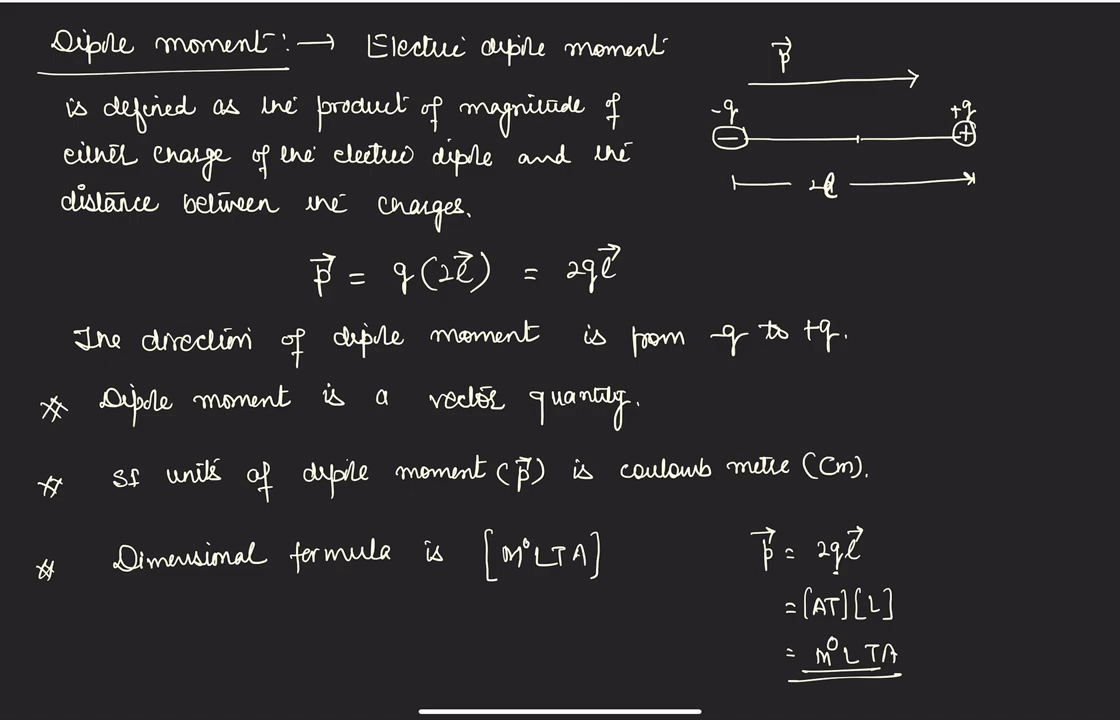 Dipole moment :→ Electric dipole moment
is defined as the product of magnitude of
either charge of the electric dipole and the
distance between the charges.
p⃗
-q +q
− +
2l
p⃗ = q(2l⃗) = 2ql⃗
The direction of dipole moment is from -q to +q.
* Dipole moment is a vector quantity.
* SI units of dipole moment (p⃗) is coulomb metre (Cm).
* Dimensional formula is [M⁰LTA]
p⃗ = 2ql⃗
= [AT][L]
= M⁰LTA